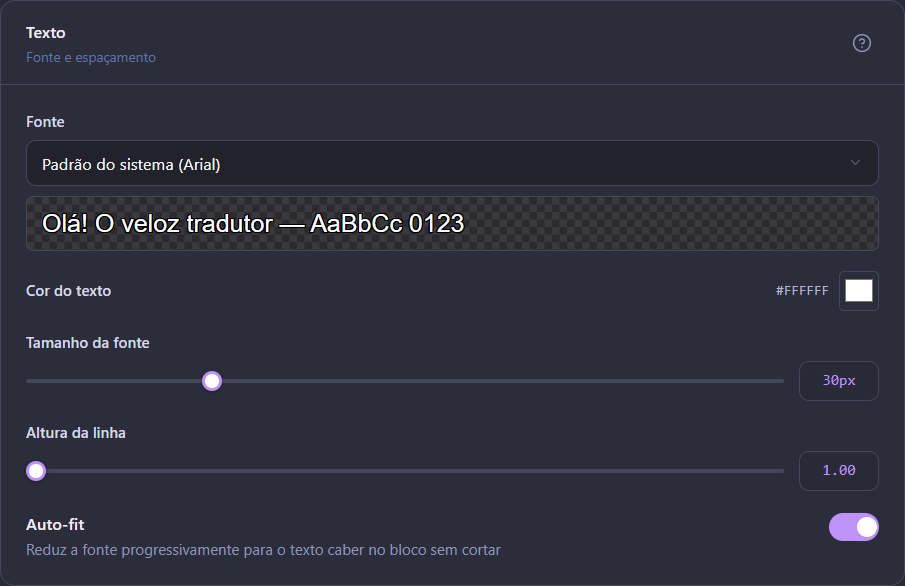 Texto
Fonte e espaçamento
?
Fonte
Padrão do sistema (Arial)
Olá! O veloz tradutor — AaBbCc 0123
Cor do texto
#FFFFFF
Tamanho da fonte
30px
Altura da linha
1.00
Auto-fit
Reduz a fonte progressivamente para o texto caber no bloco sem cortar